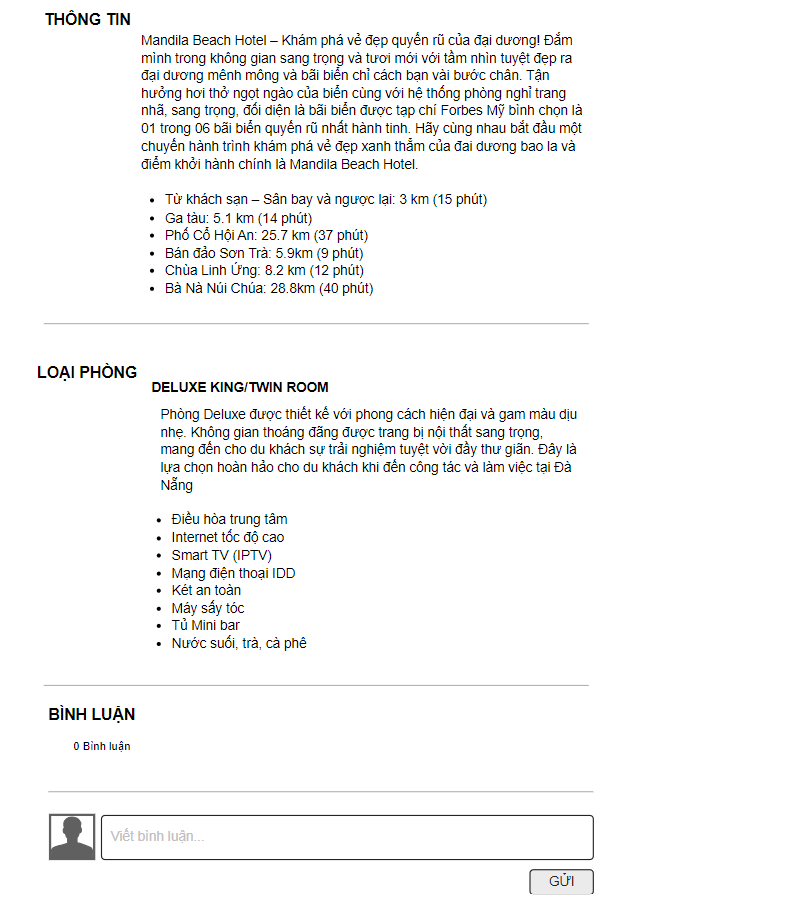 THÔNG TIN
Mandila Beach Hotel – Khám phá vẻ đẹp quyến rũ của đại dương! Đắm
mình trong không gian sang trọng và tươi mới với tầm nhìn tuyệt đẹp ra
đại dương mênh mông và bãi biển chỉ cách bạn vài bước chân. Tận
hưởng hơi thở ngọt ngào của biển cùng với hệ thống phòng nghỉ trang
nhã, sang trọng, đối diện là bãi biển được tạp chí Forbes Mỹ bình chọn là
01 trong 06 bãi biển quyến rũ nhất hành tinh. Hãy cùng nhau bắt đầu một
chuyến hành trình khám phá vẻ đẹp xanh thẳm của đai dương bao la và
điểm khởi hành chính là Mandila Beach Hotel.
• Từ khách sạn – Sân bay và ngược lại: 3 km (15 phút)
• Ga tàu: 5.1 km (14 phút)
• Phố Cổ Hội An: 25.7 km (37 phút)
• Bán đảo Sơn Trà: 5.9km (9 phút)
• Chùa Linh Ứng: 8.2 km (12 phút)
• Bà Nà Núi Chúa: 28.8km (40 phút)
LOẠI PHÒNG
DELUXE KING/TWIN ROOM
Phòng Deluxe được thiết kế với phong cách hiện đại và gam màu dịu
nhẹ. Không gian thoáng đãng được trang bị nội thất sang trọng,
mang đến cho du khách sự trải nghiệm tuyệt vời đầy thư giãn. Đây là
lựa chọn hoàn hảo cho du khách khi đến công tác và làm việc tại Đà
Nẵng
• Điều hòa trung tâm
• Internet tốc độ cao
• Smart TV (IPTV)
• Mạng điện thoại IDD
• Két an toàn
• Máy sấy tóc
• Tủ Mini bar
• Nước suối, trà, cà phê
BÌNH LUẬN
0 Bình luận
Viết bình luận...
GỬI